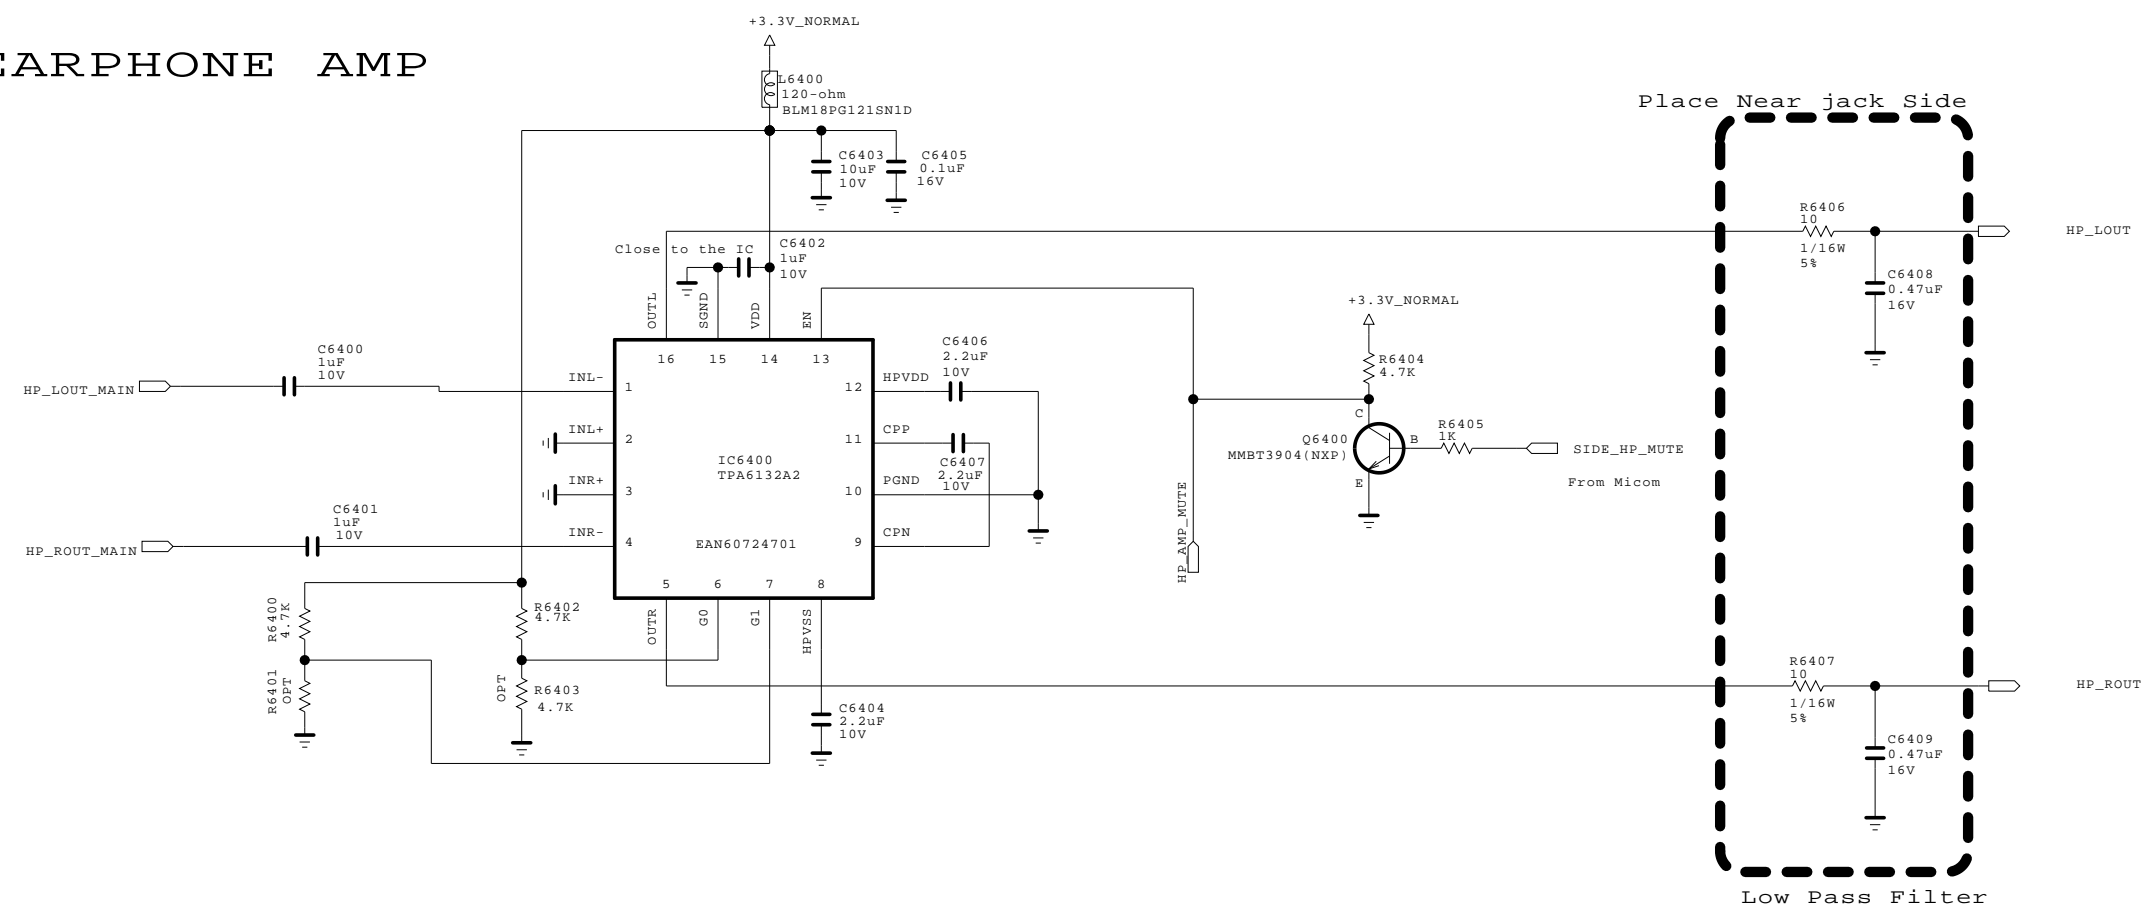 +3.3V_NORMAL
EARPHONE AMP
L6400
120-ohm
BLM18PG121SN1D
Place Near jack Side
C6403
10uF
10V
C6405
0.1uF
16V
R6406
10
1/16W
5%
HP_LOUT
Close to the IC
C6402
1uF
10V
C6408
0.47uF
16V
OUTL
SGND
VDD
EN
+3.3V_NORMAL
16
15
14
13
C6400
1uF
10V
HP_LOUT_MAIN
INL-
1
12
HPVDD
C6406
2.2uF
10V
R6404
4.7K
INL+
2
11
CPP
C6407
2.2uF
10V
C
Q6400
MMBT3904(NXP)
B
E
R6405
1K
SIDE_HP_MUTE
From Micom
IC6400
TPA6132A2
INR+
3
10
PGND
HP_AMP_MUTE
C6401
1uF
10V
HP_ROUT_MAIN
INR-
4
EAN60724701
9
CPN
5
6
7
8
OUTR
G0
G1
HPVSS
R6400
4.7K
R6402
4.7K
R6401
OPT
OPT
R6403
4.7K
C6404
2.2uF
10V
R6407
10
1/16W
5%
HP_ROUT
C6409
0.47uF
16V
Low Pass Filter